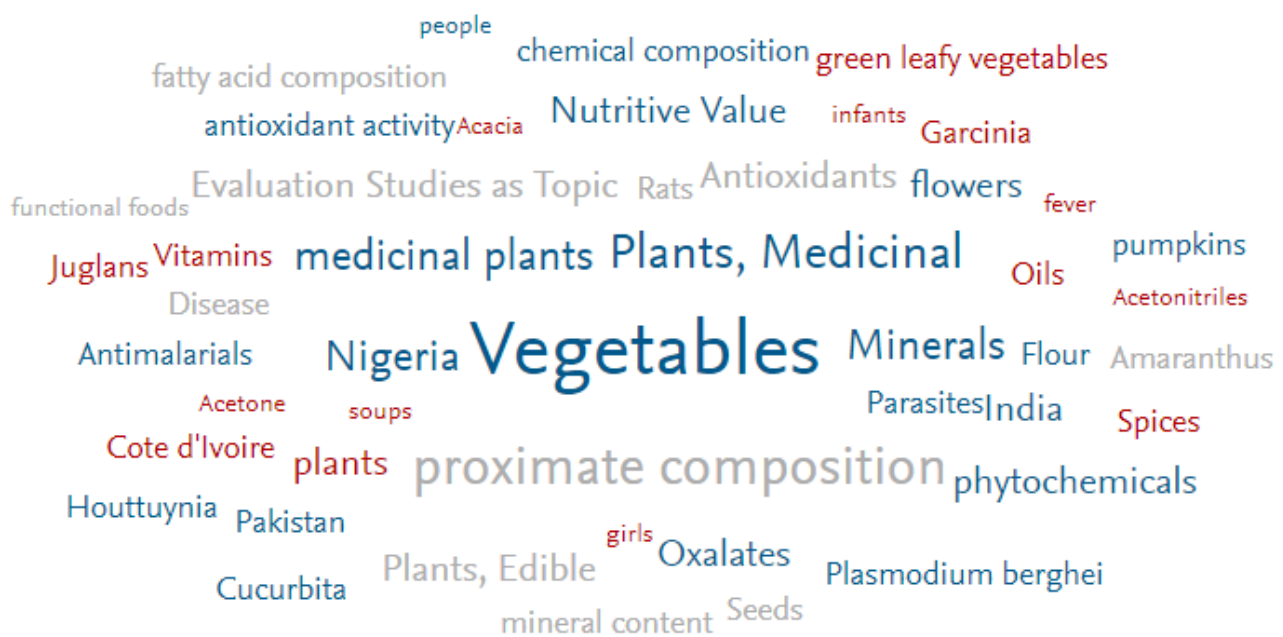 people
chemical composition
green leafy vegetables
fatty acid composition
Nutritive Value
infants
antioxidant activity
Acacia
Garcinia
Evaluation Studies as Topic
Rats
Antioxidants
flowers
functional foods
fever
Juglans
Vitamins
medicinal plants
Plants, Medicinal
pumpkins
Oils
Disease
Acetonitriles
Antimalarials
Nigeria
Vegetables
Minerals
Flour
Amaranthus
Acetone
soups
Parasites
India
Spices
Cote d'Ivoire
plants
proximate composition
phytochemicals
Houttuynia
Pakistan
girls
Oxalates
Plants, Edible
Plasmodium berghei
Cucurbita
mineral content
Seeds